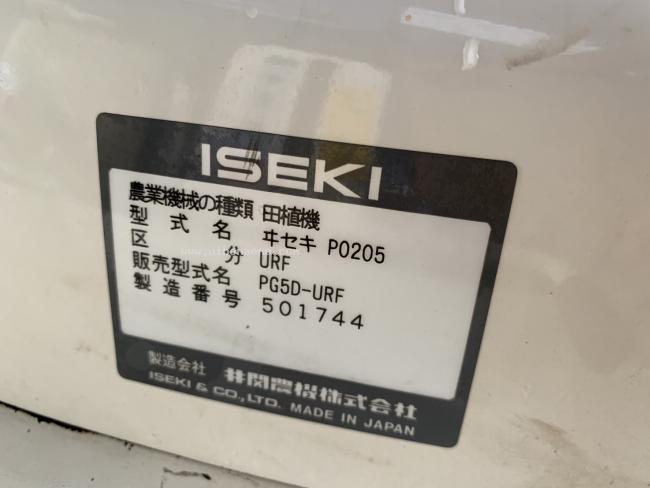 ISEKI
農業機械の種類 田植機
型式名 ヰセキ P0205
区分 URF
販売型式名 PG5D-URF
製造番号 501744
製造会社 井関農機株式会社
ISEKI & CO.,LTD. MADE IN JAPAN